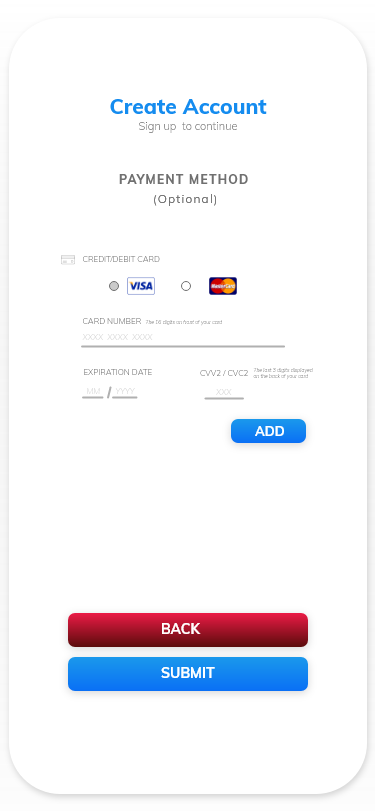 Create Account
Sign up to continue
PAYMENT METHOD
(Optional)
CREDIT/DEBIT CARD
VISA
MasterCard
CARD NUMBER The 16 digits on front of your card
XXXX XXXX XXXX
EXPIRATION DATE
CVV2 / CVC2 The last 3 digits displayed
on the back of your card
MM / YYYY
XXX
ADD
BACK
SUBMIT